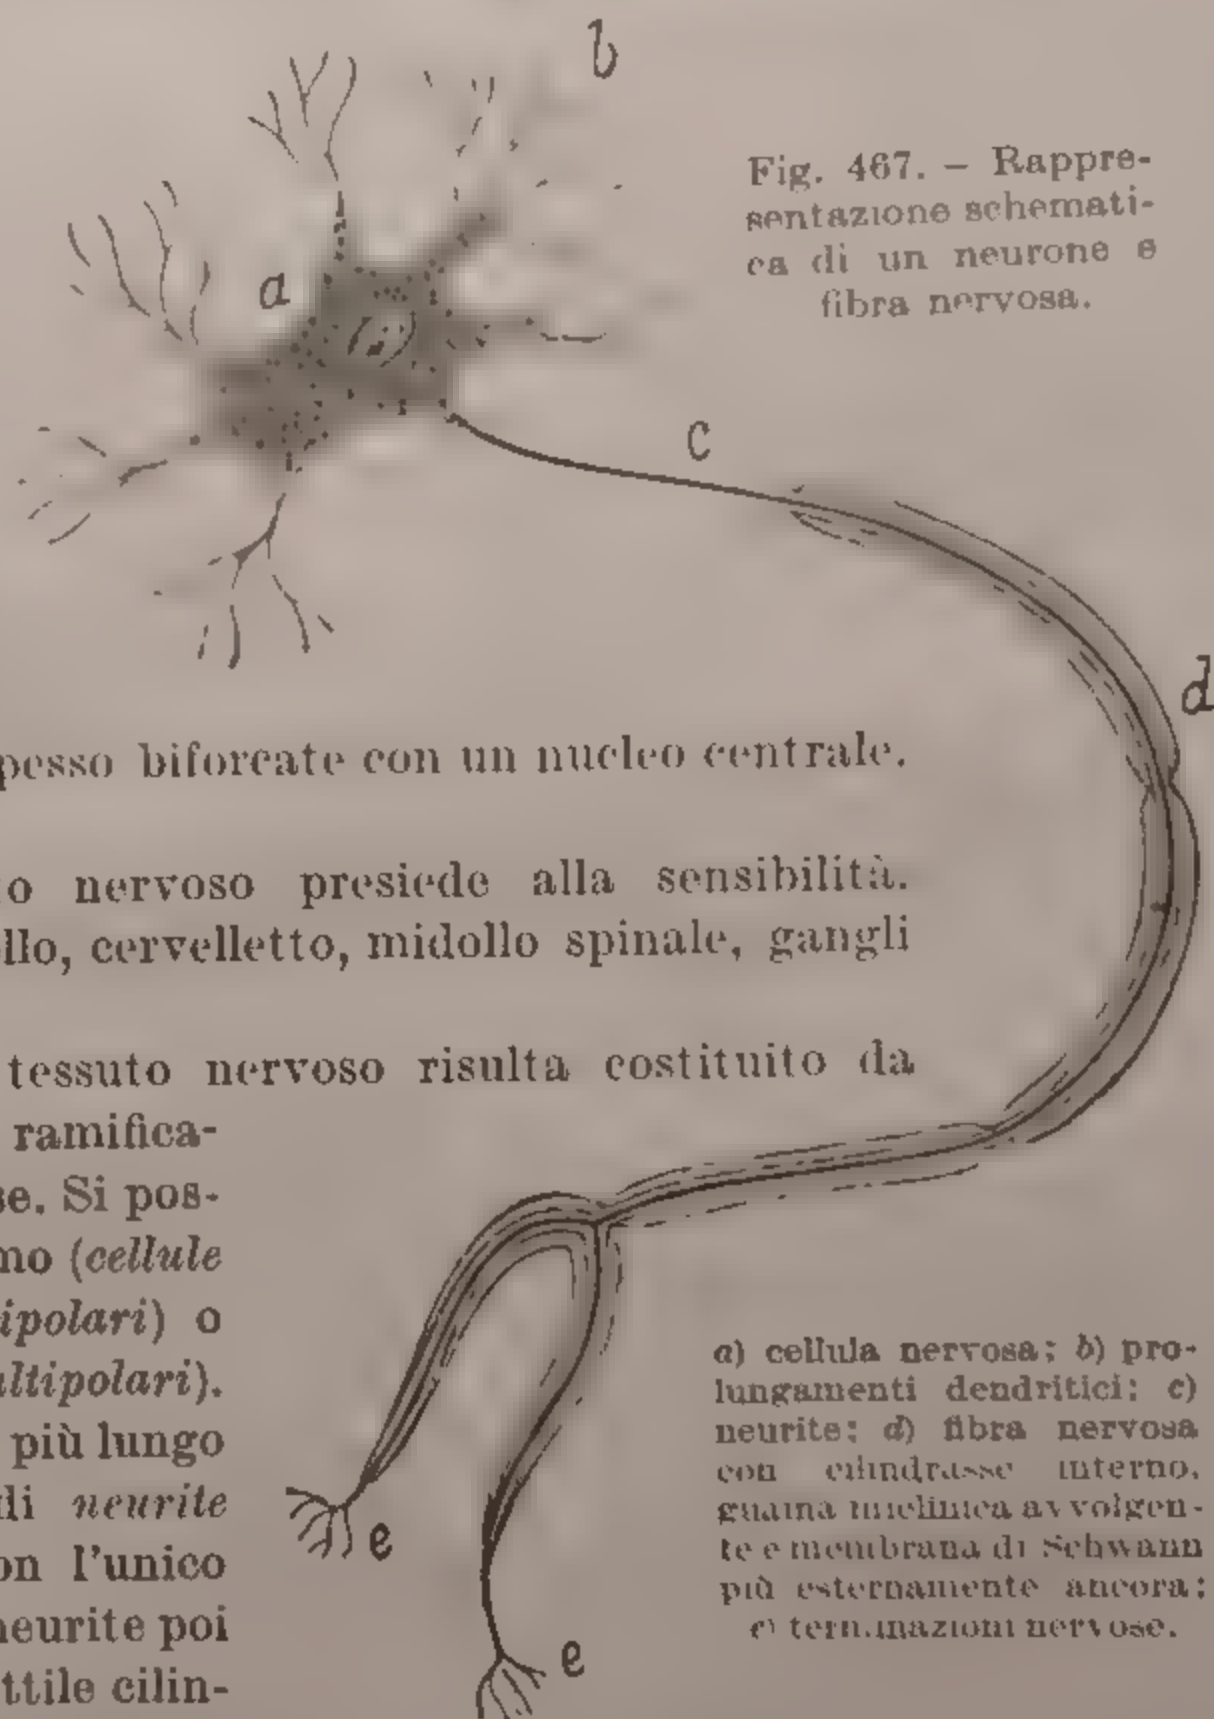 b
Fig. 467. — Rappre-
sentazione schemati-
ca di un neurone e
fibra nervosa.
a
c
d
pesso biforcate con un nucleo centrale.
o nervoso presiede alla sensibilità.
llo, cervelletto, midollo spinale, gangli
tessuto nervoso risulta costituito da
ramifica-
se. Si pos-
mo (cellule
ipolari) o
ultipolari).
più lungo
di neurite
on l'unico
neurite poi
ttile cilin-
e
e
a) cellula nervosa; b) pro-
lungamenti dendritici; c)
neurite; d) fibra nervosa
con cilindrasse interno,
guaina mielinica avvolgen-
te e membrana di Schwann
più esternamente ancora;
e) terminazioni nervose.